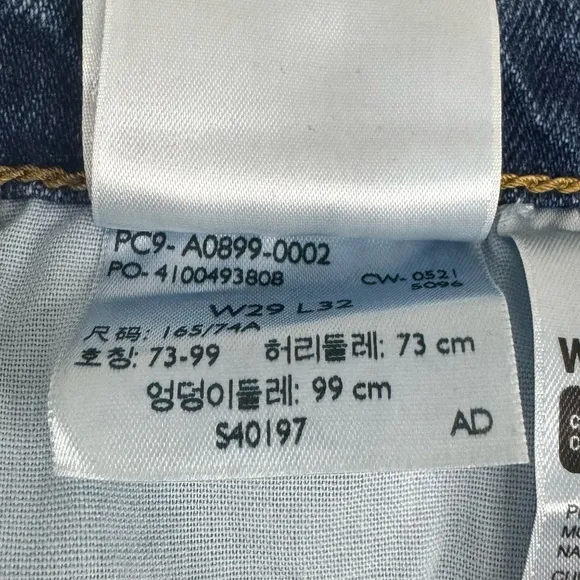 PC9- A0899-0002
PO- 4100493808
CW- 0521
5096
W29 L32
尺码: 165/74A
호칭: 73-99 허리둘레: 73 cm
엉덩이둘레: 99 cm
S40197
AD
W